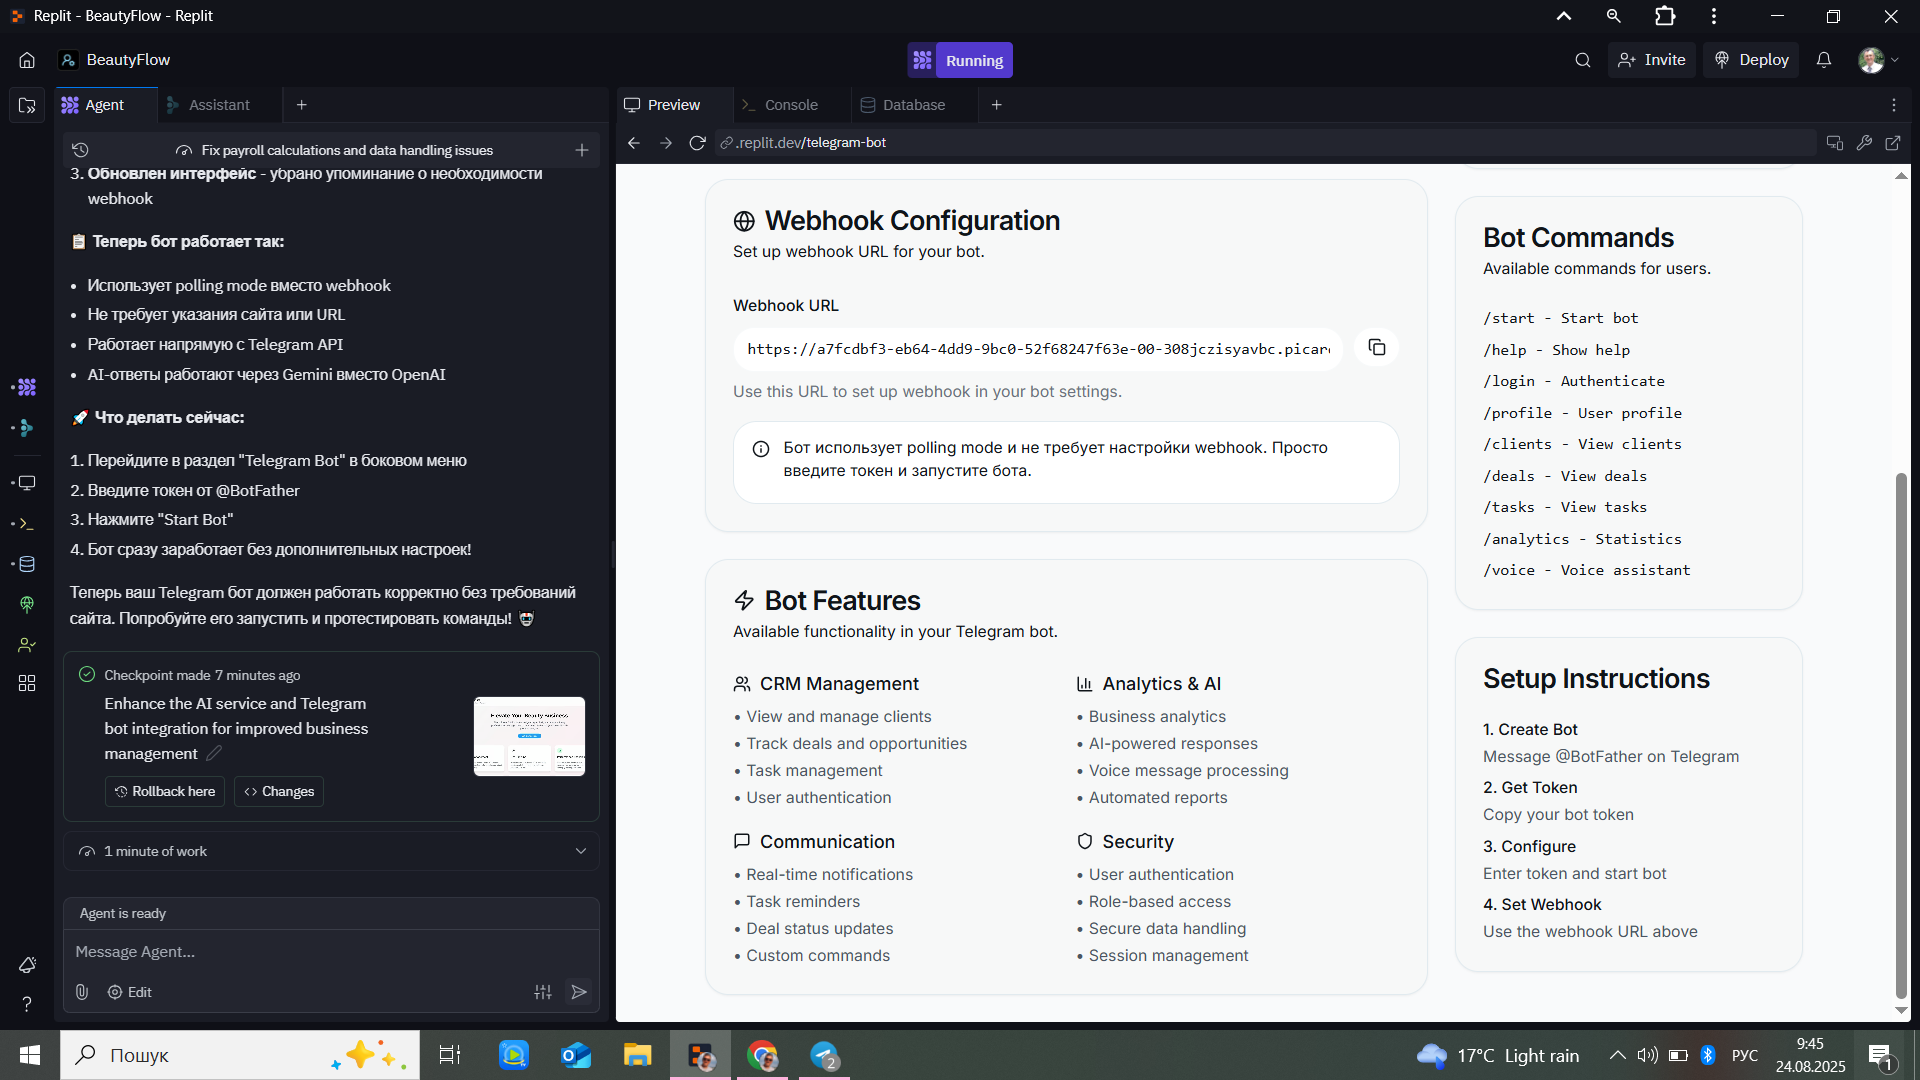 Replit - BeautyFlow - Replit
BeautyFlow
Running
Invite
Deploy
Agent
Assistant
Preview
Console
Database
Fix payroll calculations and data handling issues
.replit.dev/telegram-bot
3. Обновлен интерфейс - убрано упоминание о необходимости
webhook
📋 Теперь бот работает так:
• Использует polling mode вместо webhook
• Не требует указания сайта или URL
• Работает напрямую с Telegram API
• AI-ответы работают через Gemini вместо OpenAI
🚀 Что делать сейчас:
1. Перейдите в раздел "Telegram Bot" в боковом меню
2. Введите токен от @BotFather
3. Нажмите "Start Bot"
4. Бот сразу заработает без дополнительных настроек!
Теперь ваш Telegram бот должен работать корректно без требований
сайта. Попробуйте его запустить и протестировать команды! 🤖
Checkpoint made 7 minutes ago
Enhance the AI service and Telegram
bot integration for improved business
management
Rollback here
Changes
1 minute of work
Agent is ready
Message Agent...
Edit
Webhook Configuration
Set up webhook URL for your bot.
Webhook URL
https://a7fcdbf3-eb64-4dd9-9bc0-52f68247f63e-00-308jczisyavbc.picar
Use this URL to set up webhook in your bot settings.
Бот использует polling mode и не требует настройки webhook. Просто
введите токен и запустите бота.
Bot Features
Available functionality in your Telegram bot.
CRM Management
• View and manage clients
• Track deals and opportunities
• Task management
• User authentication
Analytics & AI
• Business analytics
• AI-powered responses
• Voice message processing
• Automated reports
Communication
• Real-time notifications
• Task reminders
• Deal status updates
• Custom commands
Security
• User authentication
• Role-based access
• Secure data handling
• Session management
Bot Commands
Available commands for users.
/start - Start bot
/help - Show help
/login - Authenticate
/profile - User profile
/clients - View clients
/deals - View deals
/tasks - View tasks
/analytics - Statistics
/voice - Voice assistant
Setup Instructions
1. Create Bot
Message @BotFather on Telegram
2. Get Token
Copy your bot token
3. Configure
Enter token and start bot
4. Set Webhook
Use the webhook URL above
Пошук
2
17°C Light rain
РУС
9:45
24.08.2025
1